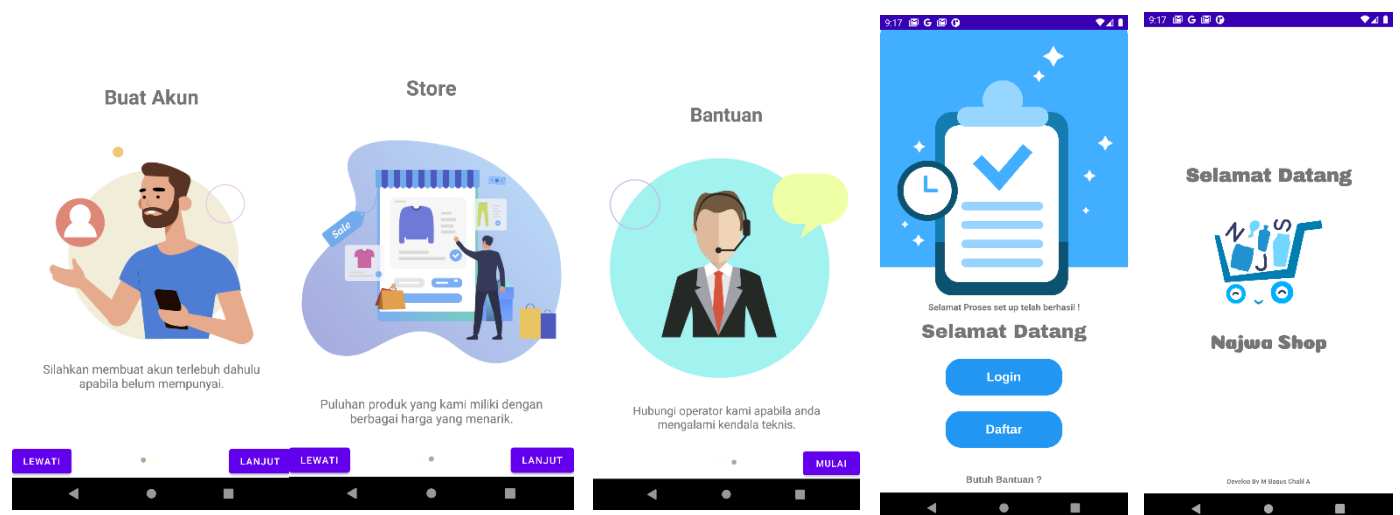 Buat Akun
Silahkan membuat akun terlebih dahulu
apabila belum mempunyai.
LEWATI
LANJUT
Store
Sale
Puluhan produk yang kami miliki dengan
berbagai harga yang menarik.
LEWATI
LANJUT
Bantuan
Hubungi operator kami apabila anda
mengalami kendala teknis.
MULAI
9:17
Selamat Proses set up telah berhasil !
Selamat Datang
Login
Daftar
Butuh Bantuan ?
9:17
Selamat Datang
N J S
Najwa Shop
Develop By M Bagus Chalil A